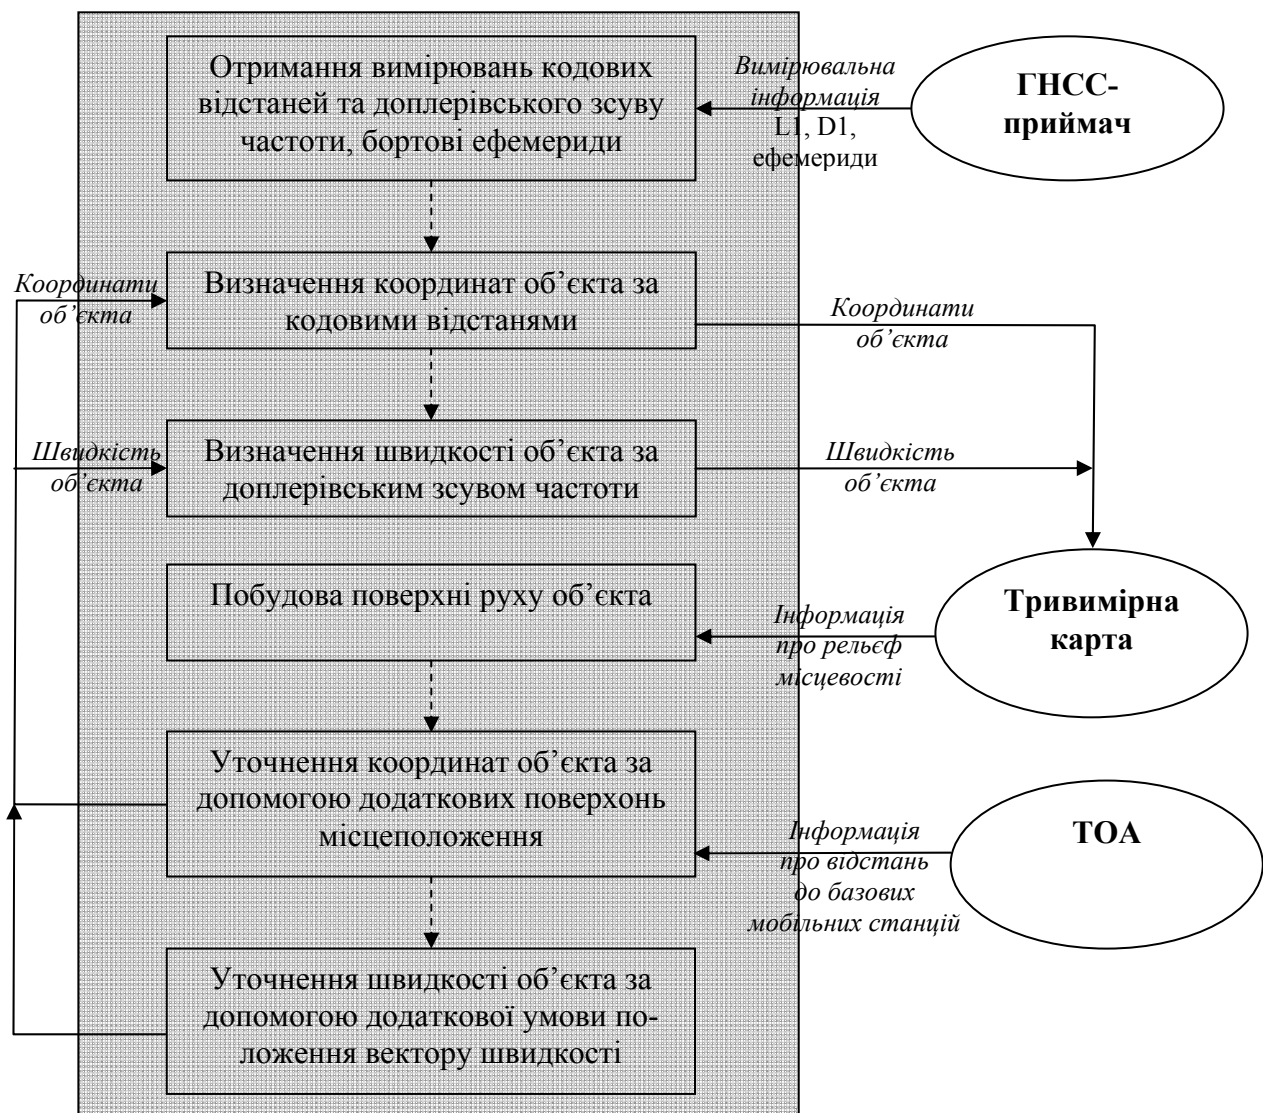 Отримання вимірювань кодових
відстаней та доплерівського зсуву
частоти, бортові ефемериди
Вимірювальна
інформація
L1, D1,
ефемериди
ГНСС-
приймач
Координати
об’єкта
Визначення координат об’єкта за
кодовими відстанями
Координати
об’єкта
Швидкість
об’єкта
Визначення швидкості об’єкта за
доплерівським зсувом частоти
Швидкість
об’єкта
Побудова поверхні руху об’єкта
Інформація
про рельєф
місцевості
Тривимірна
карта
Уточнення координат об’єкта за
допомогою додаткових поверхонь
місцеположення
Інформація
про відстань
до базових
мобільних станцій
ТОА
Уточнення швидкості об’єкта за
допомогою додаткової умови по-
ложення вектору швидкості